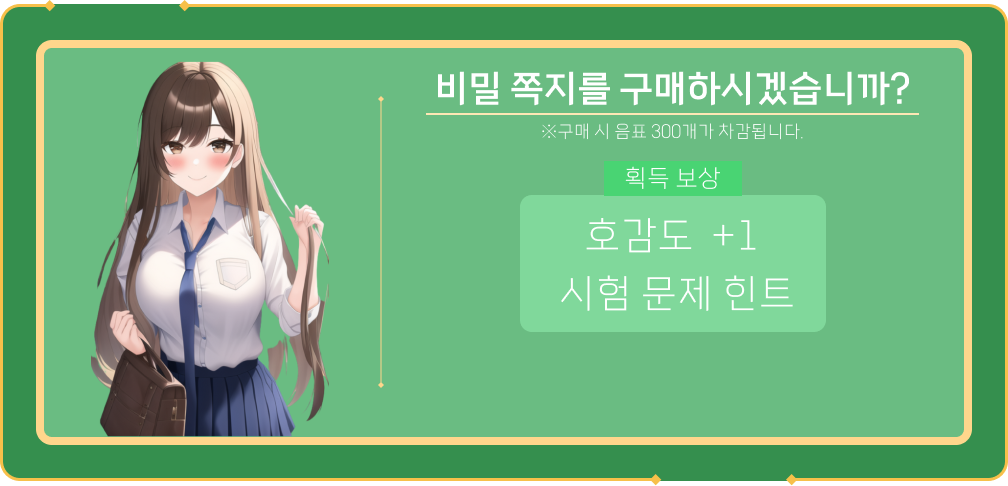 비밀 쪽지를 구매하시겠습니까?
※구매 시 음표 300개가 차감됩니다.
획득 보상
호감도 +1
시험 문제 힌트